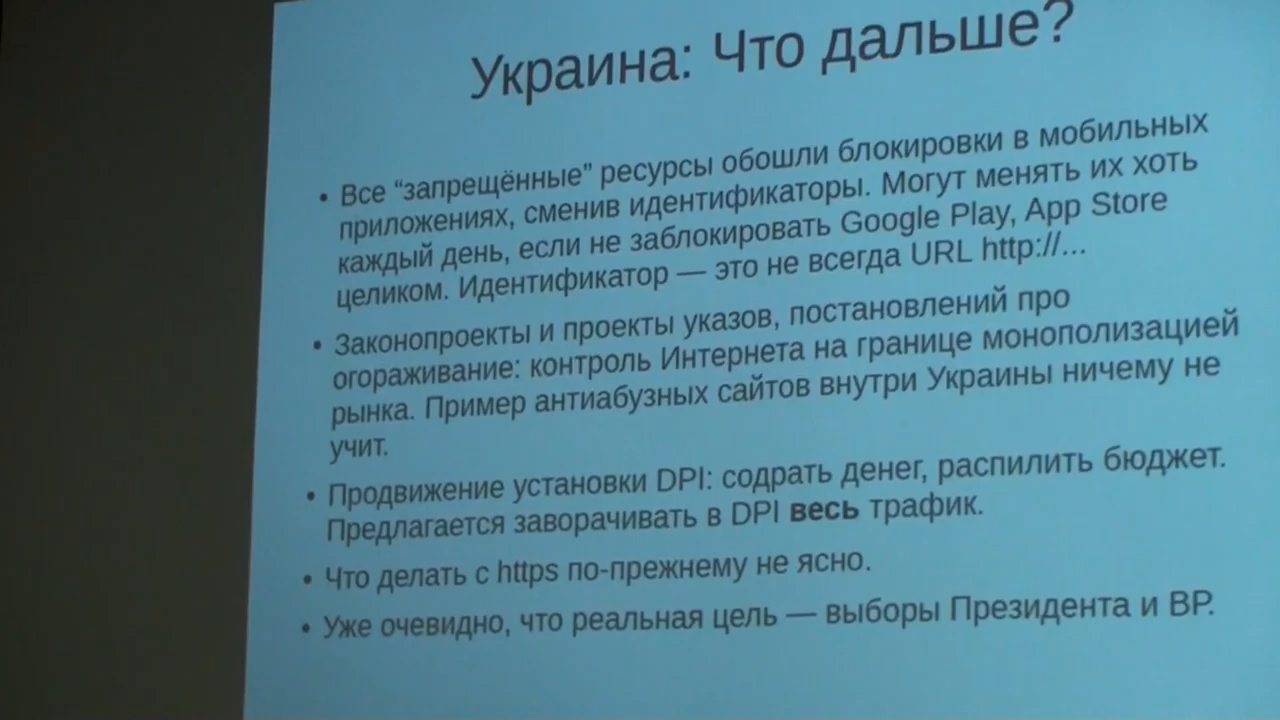 Украина: Что дальше?
• Все “запрещённые” ресурсы обошли блокировки в мобильных
приложениях, сменив идентификаторы. Могут менять их хоть
каждый день, если не заблокировать Google Play, App Store
целиком. Идентификатор — это не всегда URL http://...
• Законопроекты и проекты указов, постановлений про
огораживание: контроль Интернета на границе монополизацией
рынка. Пример антиабузных сайтов внутри Украины ничему не
учит.
• Продвижение установки DPI: содрать денег, распилить бюджет.
Предлагается заворачивать в DPI весь трафик.
• Что делать с https по-прежнему не ясно.
• Уже очевидно, что реальная цель — выборы Президента и ВР.